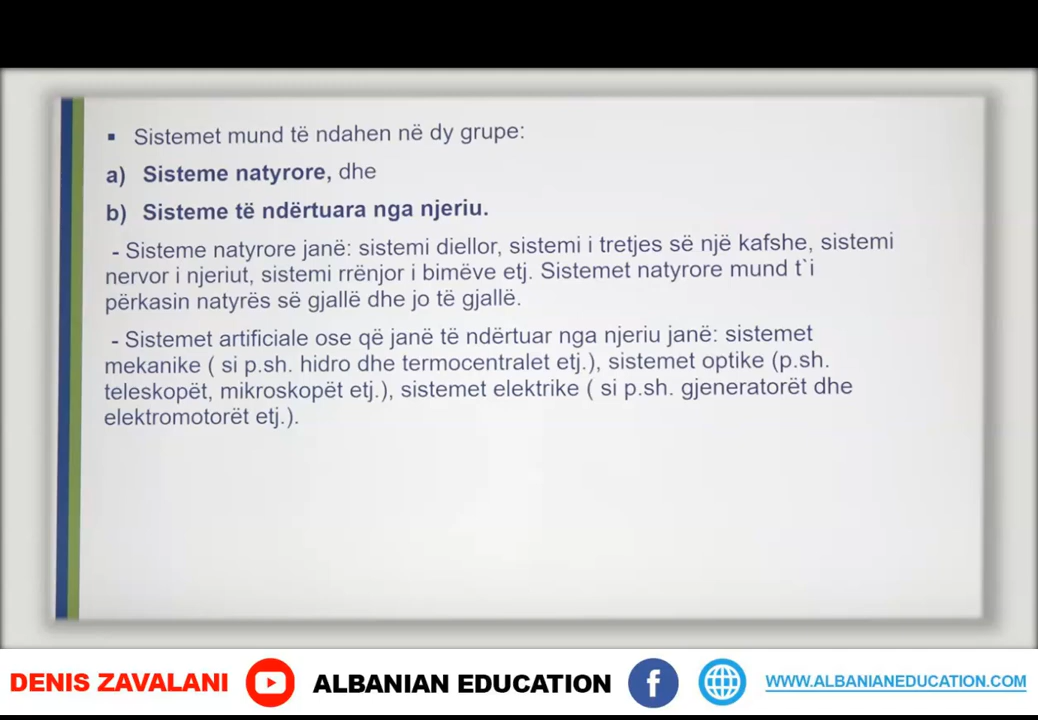 ▪ Sistemet mund të ndahen në dy grupe:
a) Sisteme natyrore, dhe
b) Sisteme të ndërtuara nga njeriu.
- Sisteme natyrore janë: sistemi diellor, sistemi i tretjes së një kafshe, sistemi
nervor i njeriut, sistemi rrënjor i bimëve etj. Sistemet natyrore mund t`i
përkasin natyrës së gjallë dhe jo të gjallë.
- Sistemet artificiale ose që janë të ndërtuar nga njeriu janë: sistemet
mekanike ( si p.sh. hidro dhe termocentralet etj.), sistemet optike (p.sh.
teleskopët, mikroskopët etj.), sistemet elektrike ( si p.sh. gjeneratorët dhe
elektromotorët etj.).
DENIS ZAVALANI ALBANIAN EDUCATION f WWW.ALBANIANEDUCATION.COM